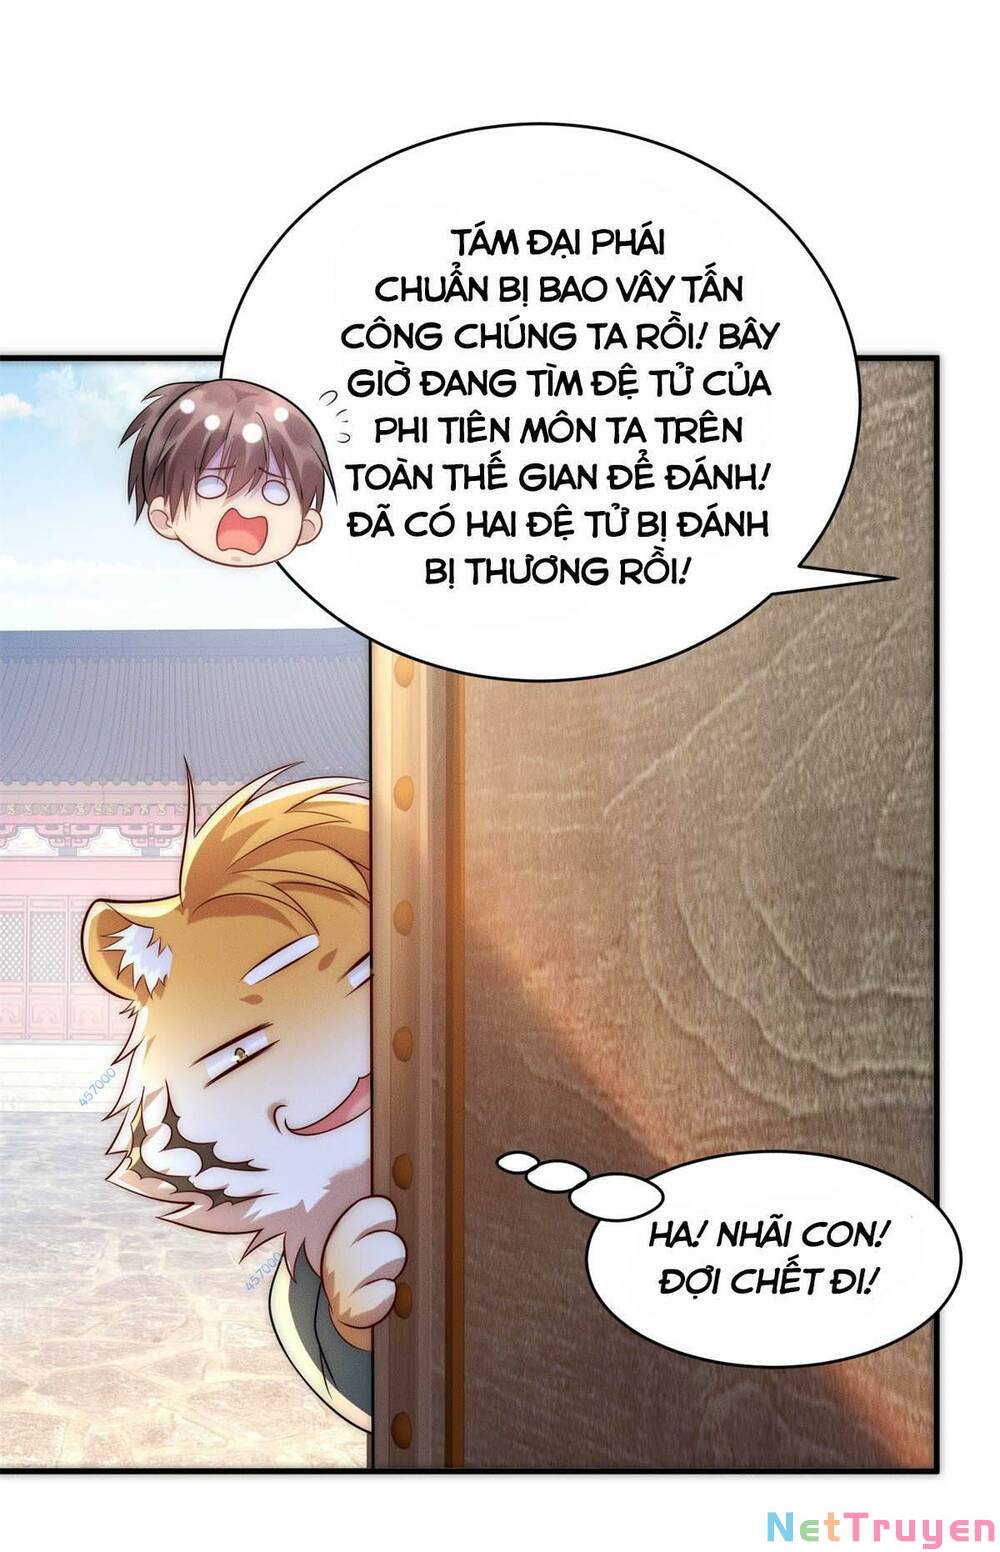 TÁM ĐẠI PHÁI
CHUẨN BỊ BAO VÂY TẤN
CÔNG CHÚNG TA RỒI! BÂY
GIỜ ĐANG TÌM ĐỆ TỬ CỦA
PHI TIÊN MÔN TA TRÊN
TOÀN THẾ GIAN ĐỂ ĐÁNH!
ĐÃ CÓ HAI ĐỆ TỬ BỊ ĐÁNH
BỊ THƯƠNG RỒI!
457000
457000
HA! NHÃI CON!
ĐỢI CHẾT ĐI!
NetTruyen